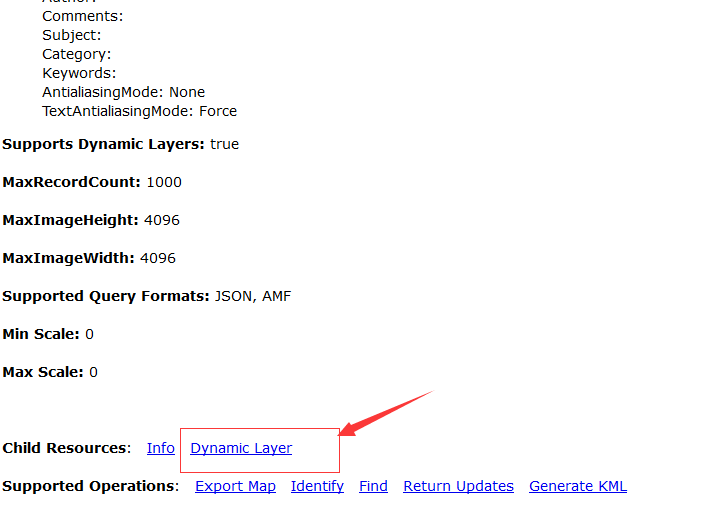 Comments:
Subject:
Category:
Keywords:
AntialiasingMode: None
TextAntialiasingMode: Force
Supports Dynamic Layers: true
MaxRecordCount: 1000
MaxImageHeight: 4096
MaxImageWidth: 4096
Supported Query Formats: JSON, AMF
Min Scale: 0
Max Scale: 0
Child Resources: Info Dynamic Layer
Supported Operations: Export Map Identify Find Return Updates Generate KML